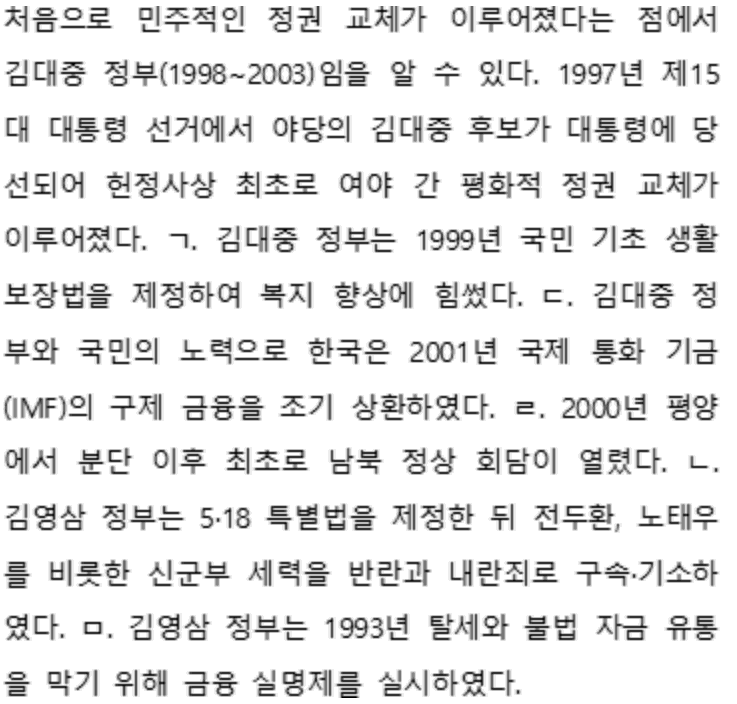 처음으로 민주적인 정권 교체가 이루어졌다는 점에서
김대중 정부(1998~2003)임을 알 수 있다. 1997년 제15
대 대통령 선거에서 야당의 김대중 후보가 대통령에 당
선되어 헌정사상 최초로 여야 간 평화적 정권 교체가
이루어졌다. ㄱ. 김대중 정부는 1999년 국민 기초 생활
보장법을 제정하여 복지 향상에 힘썼다. ㄷ. 김대중 정
부와 국민의 노력으로 한국은 2001년 국제 통화 기금
(IMF)의 구제 금융을 조기 상환하였다. ㄹ. 2000년 평양
에서 분단 이후 최초로 남북 정상 회담이 열렸다. ㄴ.
김영삼 정부는 5·18 특별법을 제정한 뒤 전두환, 노태우
를 비롯한 신군부 세력을 반란과 내란죄로 구속·기소하
였다. ㅁ. 김영삼 정부는 1993년 탈세와 불법 자금 유통
을 막기 위해 금융 실명제를 실시하였다.